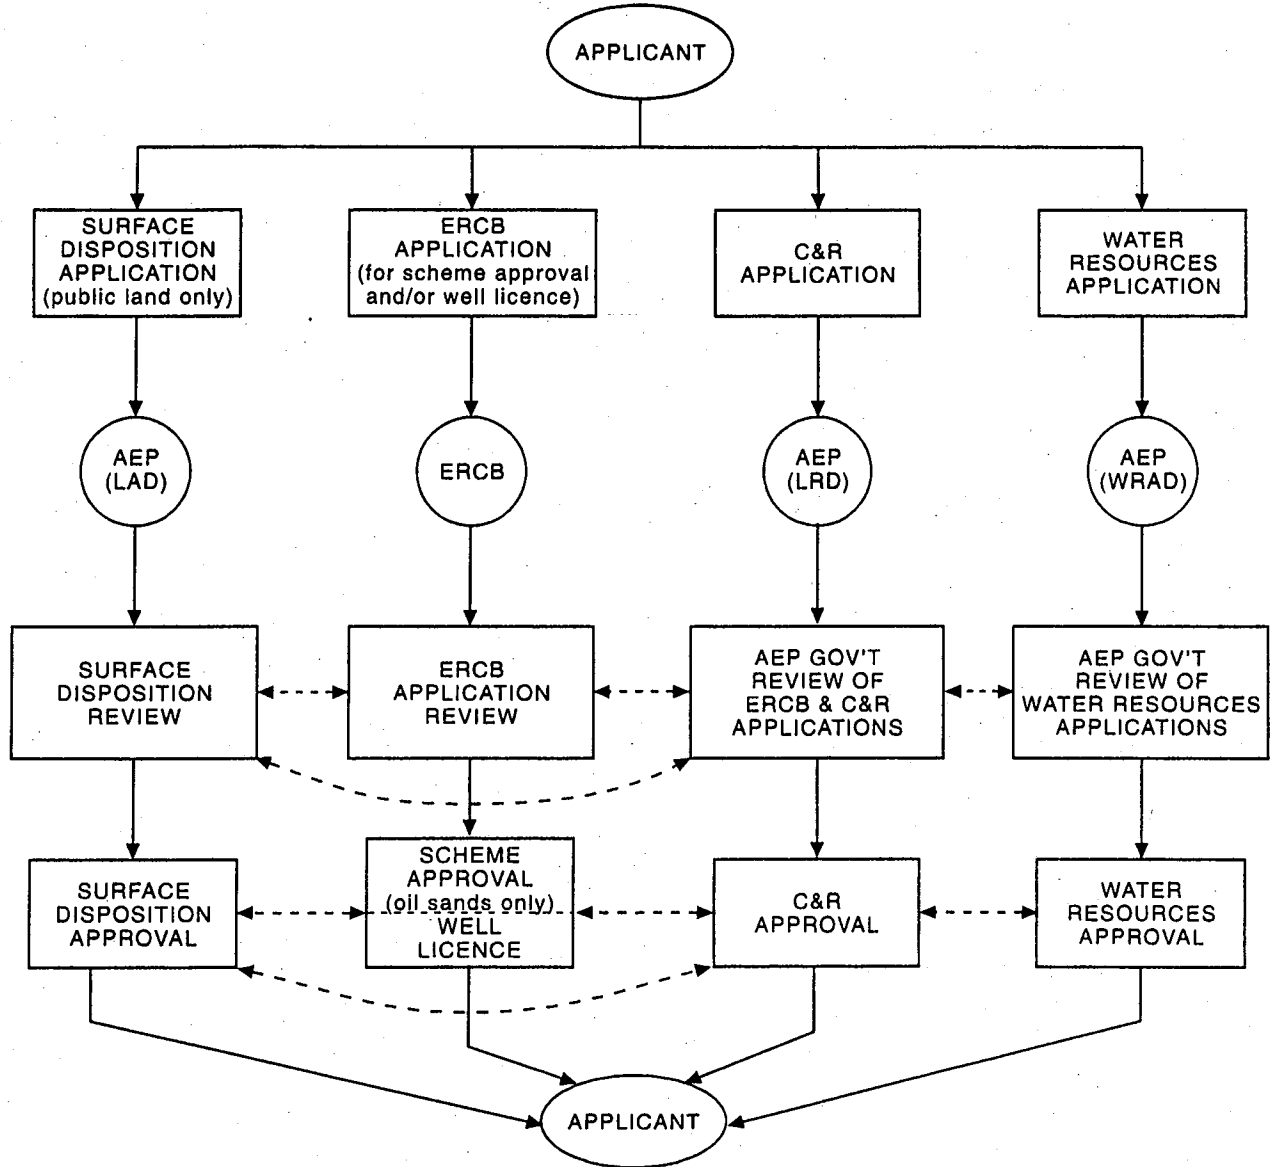 APPLICANT
SURFACE
DISPOSITION
APPLICATION
(public land only)
ERCB
APPLICATION
(for scheme approval
and/or well licence)
C&R
APPLICATION
WATER
RESOURCES
APPLICATION
AEP
(LAD)
ERCB
AEP
(LRD)
AEP
(WRAD)
SURFACE
DISPOSITION
REVIEW
ERCB
APPLICATION
REVIEW
AEP GOV'T
REVIEW OF
ERCB & C&R
APPLICATIONS
AEP GOV'T
REVIEW OF
WATER RESOURCES
APPLICATIONS
SURFACE
DISPOSITION
APPROVAL
SCHEME
APPROVAL
(oil sands only)
WELL
LICENCE
C&R
APPROVAL
WATER
RESOURCES
APPROVAL
APPLICANT